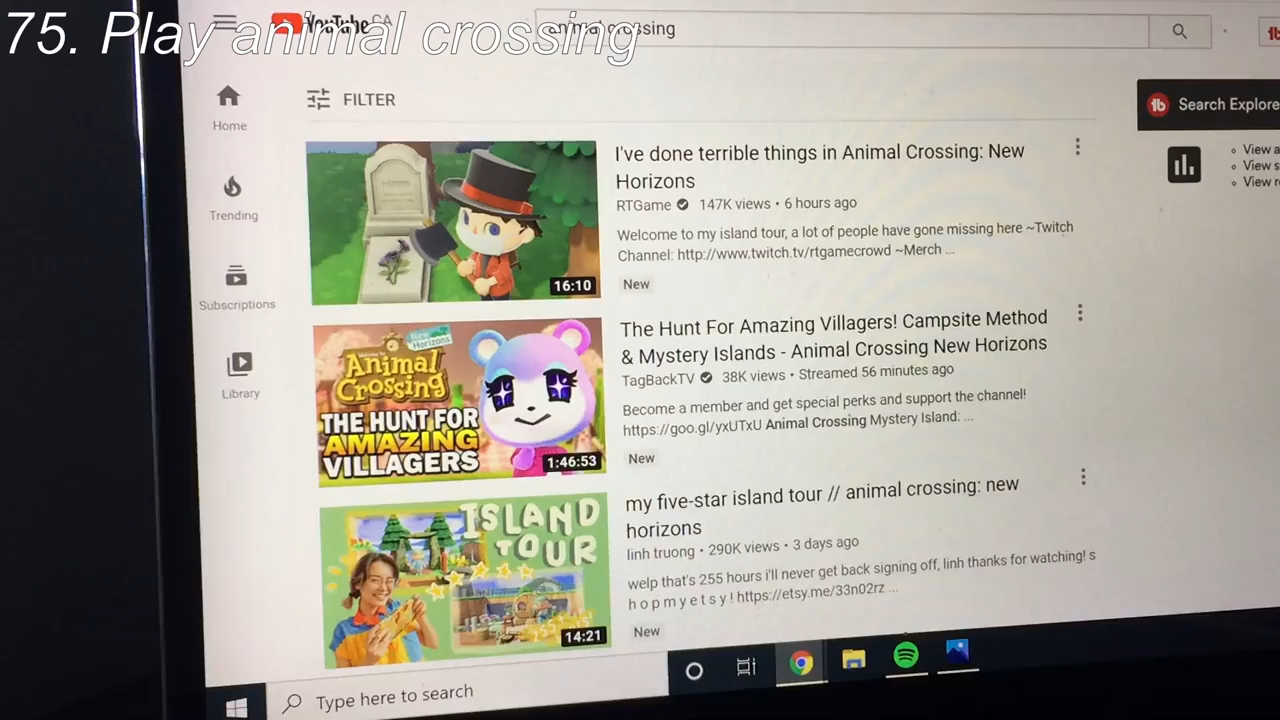 75. Play animal crossing
YouTube CA
animal crossing
Home
FILTER
Search Explore
View a
View s
View r
Trending
Subscriptions
Library
I've done terrible things in Animal Crossing: New
Horizons
RTGame 147K views • 6 hours ago
Welcome to my island tour, a lot of people have gone missing here ~Twitch
Channel: http://www.twitch.tv/rtgamecrowd ~Merch ...
New
16:10
The Hunt For Amazing Villagers! Campsite Method
& Mystery Islands - Animal Crossing New Horizons
TagBackTV 38K views • Streamed 56 minutes ago
Become a member and get special perks and support the channel!
https://goo.gl/yxUTxU Animal Crossing Mystery Island: ...
New
New Horizons
Animal
Crossing
THE HUNT FOR
AMAZING
VILLAGERS
1:46:53
my five-star island tour // animal crossing: new
horizons
linh truong • 290K views • 3 days ago
welp that's 255 hours i'll never get back signing off, linh thanks for watching! s
h o p m y e t s y ! https://etsy.me/33n02rz ...
New
ISLAND
TOUR
14:21
Type here to search